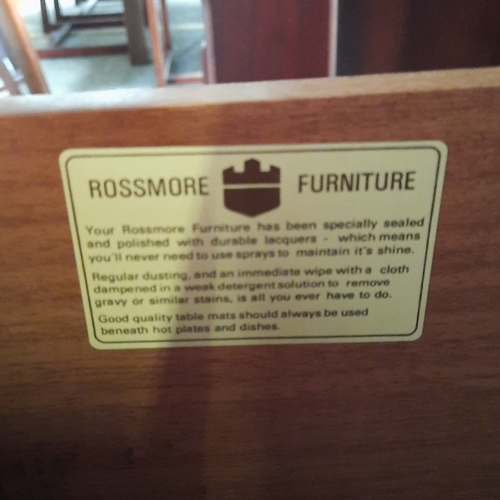 ROSSMORE FURNITURE
Your Rossmore Furniture has been specially sealed
and polished with durable lacquers - which means
you'll never need to use sprays to maintain it's shine.
Regular dusting, and an immediate wipe with a cloth
dampened in a weak detergent solution to remove
gravy or similar stains, is all you ever have to do.
Good quality table mats should always be used
beneath hot plates and dishes.